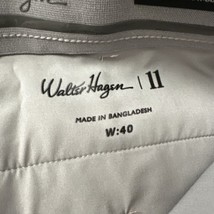 Walter Hagen | 11
MADE IN BANGLADESH
W:40